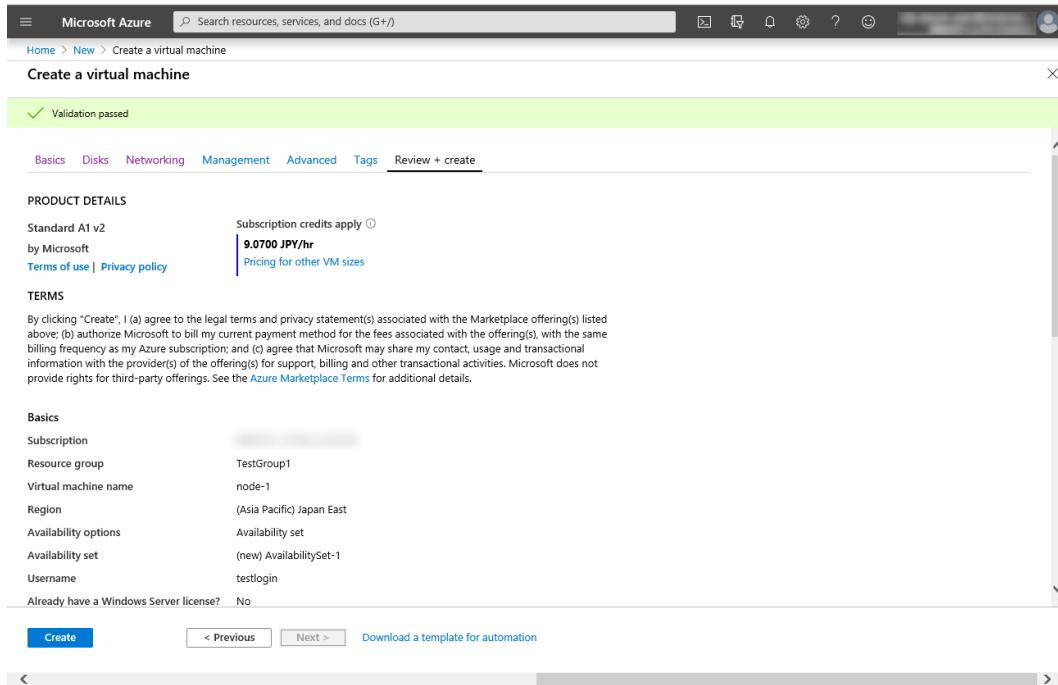 Microsoft Azure
Search resources, services, and docs (G+/)
Home > New > Create a virtual machine
Create a virtual machine
Validation passed
Basics Disks Networking Management Advanced Tags Review + create
PRODUCT DETAILS
Standard A1 v2
by Microsoft
Terms of use | Privacy policy
Subscription credits apply
9.0700 JPY/hr
Pricing for other VM sizes
TERMS
By clicking "Create", I (a) agree to the legal terms and privacy statement(s) associated with the Marketplace offering(s) listed
above; (b) authorize Microsoft to bill my current payment method for the fees associated with the offering(s), with the same
billing frequency as my Azure subscription; and (c) agree that Microsoft may share my contact, usage and transactional
information with the provider(s) of the offering(s) for support, billing and other transactional activities. Microsoft does not
provide rights for third-party offerings. See the Azure Marketplace Terms for additional details.
Basics
Subscription
Resource group TestGroup1
Virtual machine name node-1
Region (Asia Pacific) Japan East
Availability options Availability set
Availability set (new) AvailabilitySet-1
Username testlogin
Already have a Windows Server license? No
Create < Previous Next > Download a template for automation